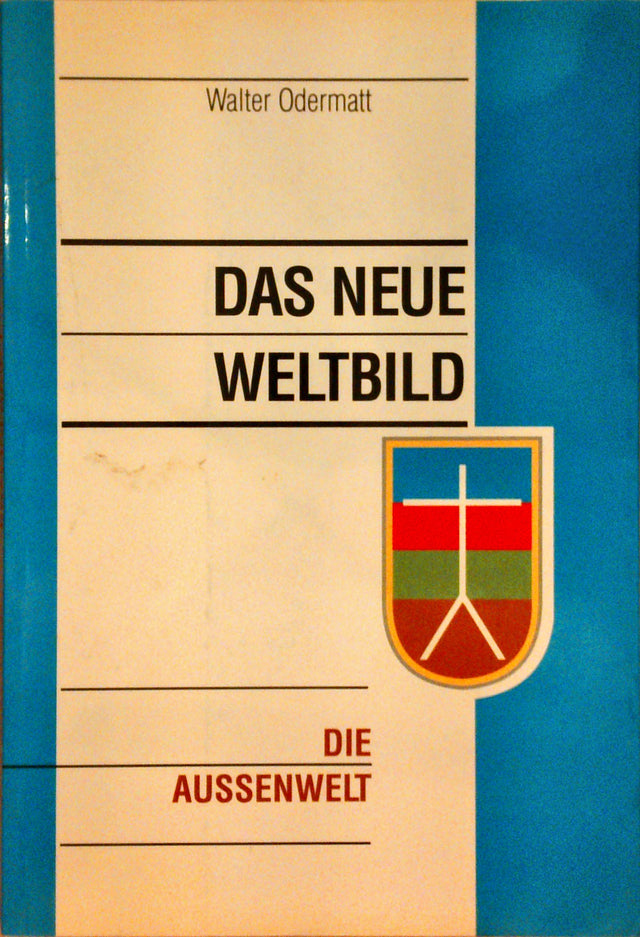 Walter Odermatt
DAS NEUE
WELTBILD
DIE
AUSSENWELT